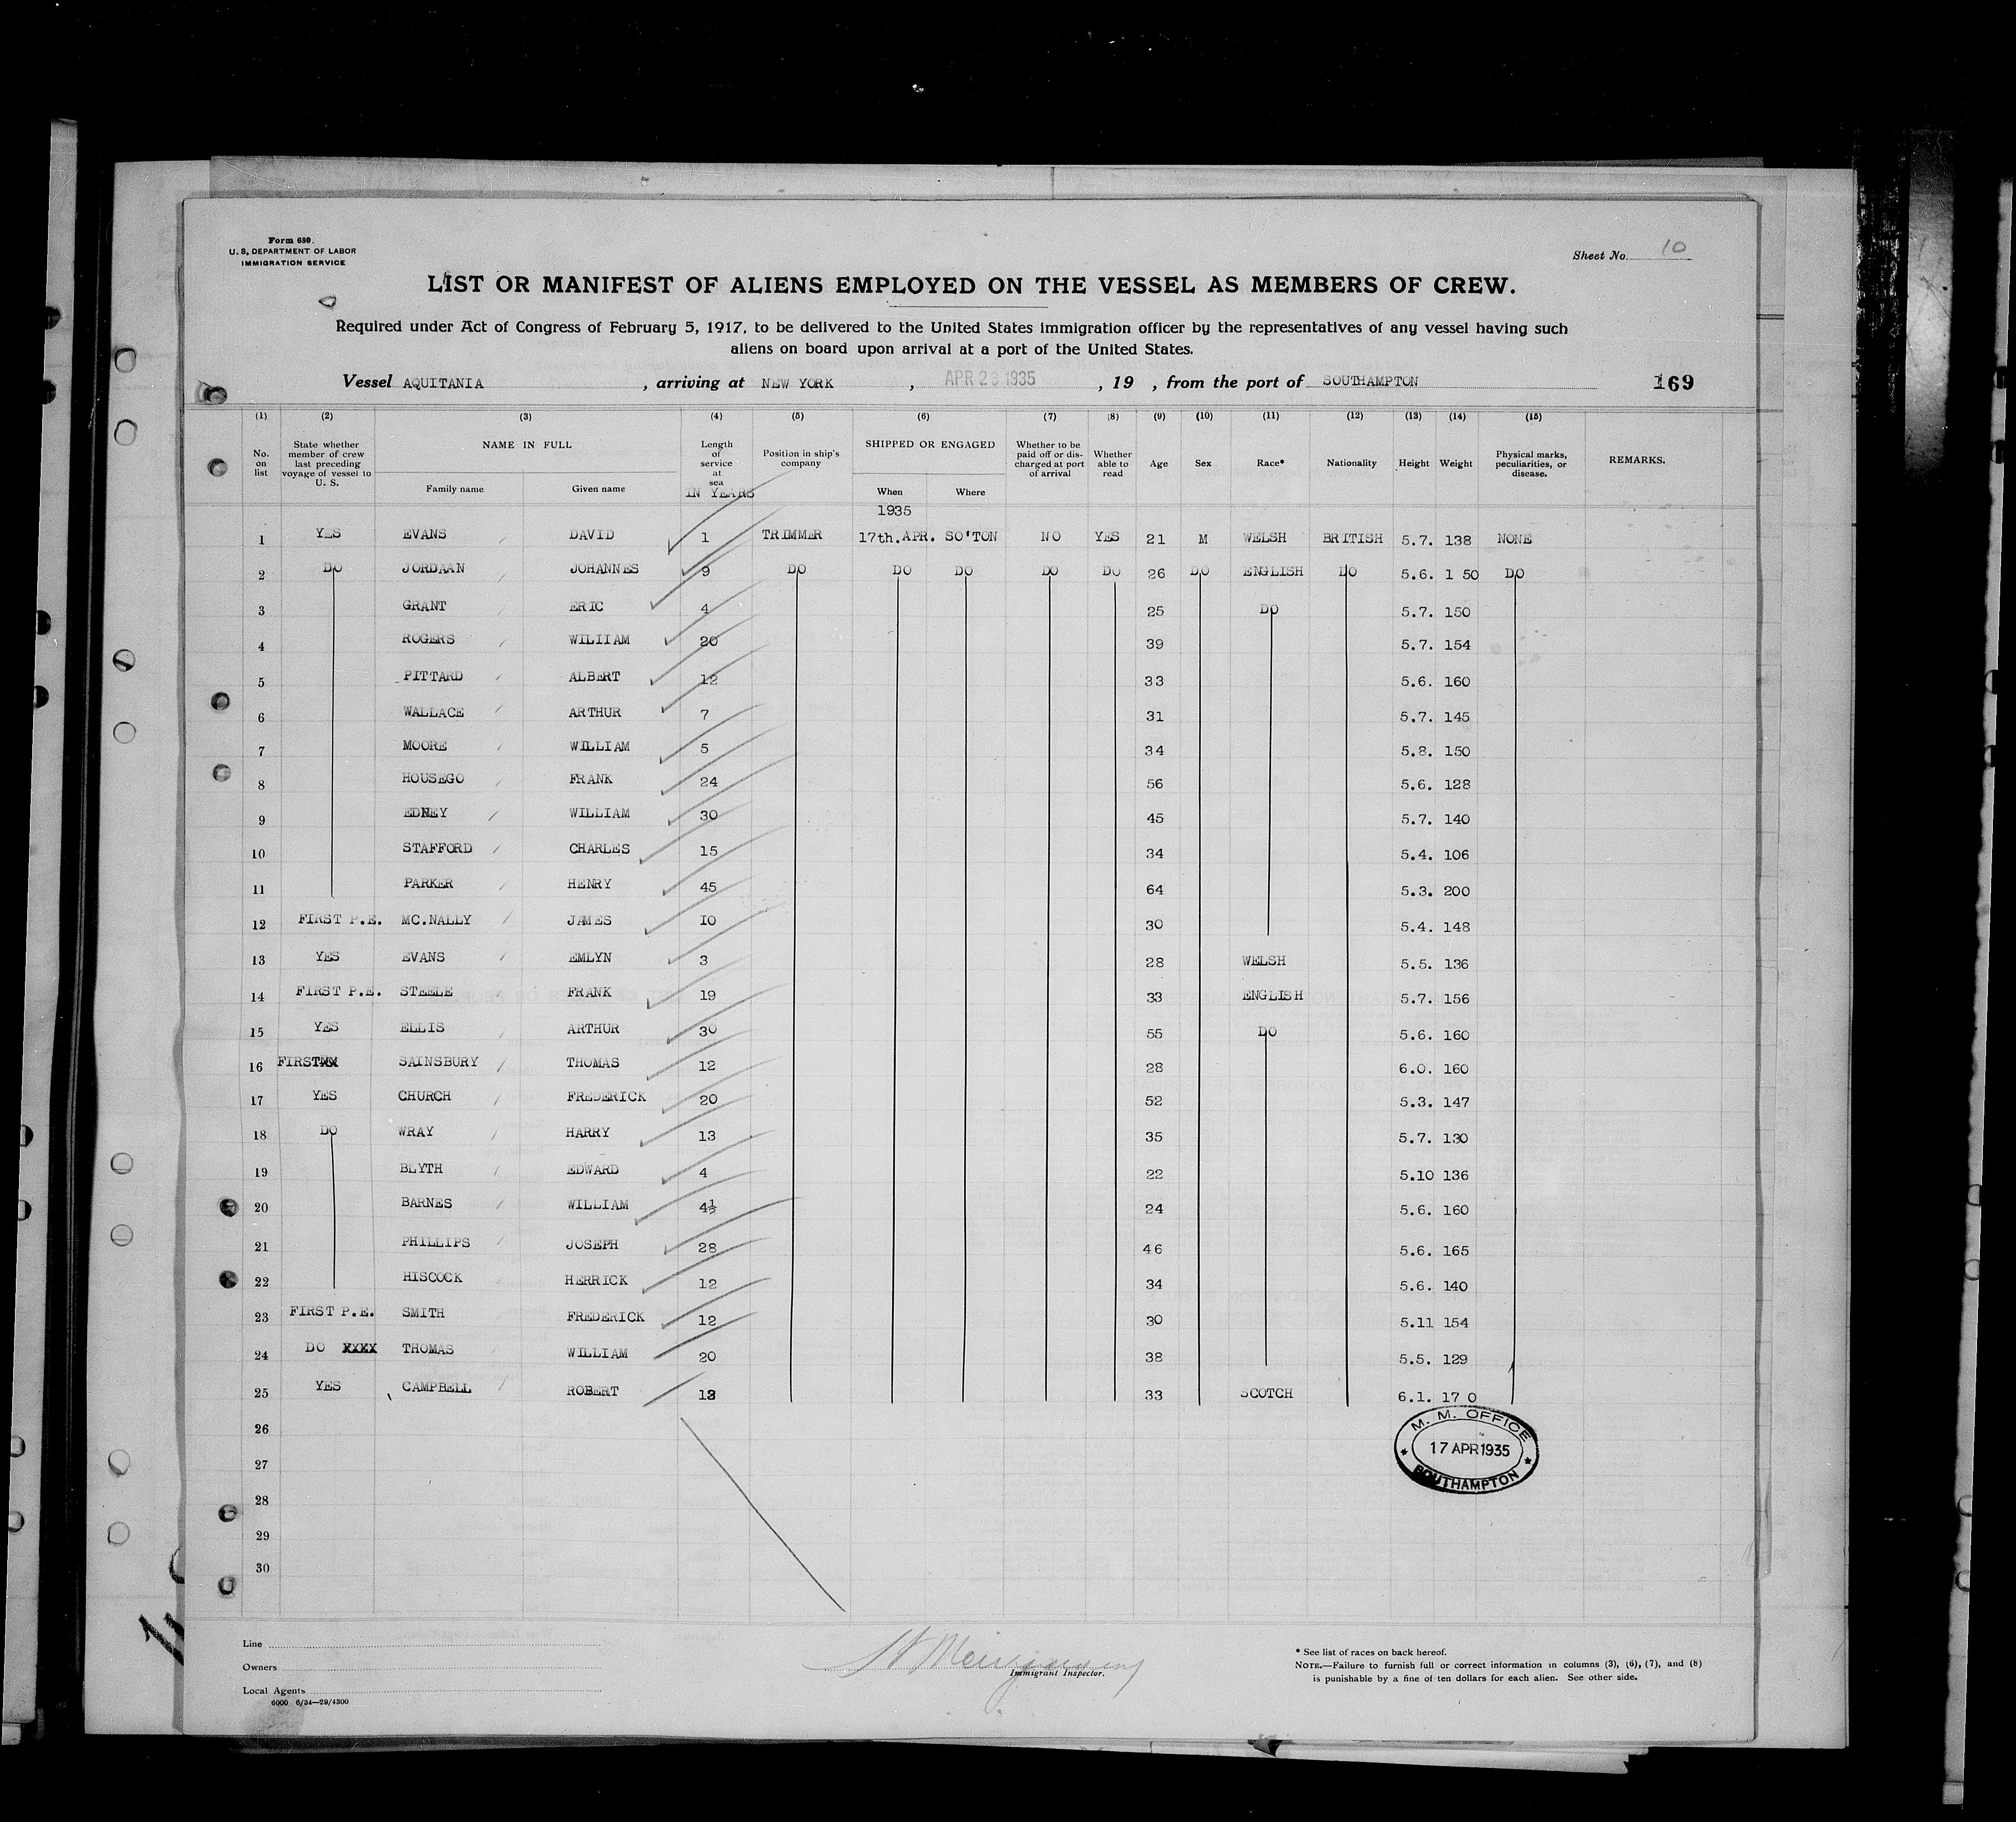 Form 680.
U. S. DEPARTMENT OF LABOR
IMMIGRATION SERVICE
Sheet No. 10
LIST OR MANIFEST OF ALIENS EMPLOYED ON THE VESSEL AS MEMBERS OF CREW.
Required under Act of Congress of February 5, 1917, to be delivered to the United States immigration officer by the representatives of any vessel having such
aliens on board upon arrival at a port of the United States.
Vessel AQUITANIA , arriving at NEW YORK , APR 23 1935 , 19 , from the port of SOUTHAMPTON 169
(1) (2) (3) (4) (5) (6) (7) (8) (9) (10) (11) (12) (13) (14) (15)
No. on list State whether member of crew last preceding voyage of vessel to U. S. NAME IN FULL Family name Given name Length of service at sea IN YEARS Position in ship's company SHIPPED OR ENGAGED When Where Whether to be paid off or discharged at port of arrival Whether able to read Age Sex Race* Nationality Height Weight Physical marks, peculiarities, or disease. REMARKS.
1935
1 YES EVANS DAVID 1 TRIMMER 17th.APR. SO'TON NO YES 21 M WELSH BRITISH 5.7. 138 NONE
2 DO JORDAAN JOHANNES 9 DO DO DO DO DO 26 DO ENGLISH DO 5.6. 1 50 DO
3 GRANT ERIC 4 25 DO 5.7. 150
4 ROGERS WILIIAM 20 39 5.7. 154
5 PITTARD ALBERT 12 33 5.6. 160
6 WALLACE ARTHUR 7 31 5.7. 145
7 MOORE WILLIAM 5 34 5.8. 150
8 HOUSEGO FRANK 24 56 5.6. 128
9 EDNEY WILLIAM 30 45 5.7. 140
10 STAFFORD CHARLES 15 34 5.4. 106
11 PARKER HENRY 45 64 5.3. 200
12 FIRST P.E. MC.NALLY JAMES 10 30 5.4. 148
13 YES EVANS EMLYN 3 28 WELSH 5.5. 136
14 FIRST P.E. STEELE FRANK 19 33 ENGLISH 5.7. 156
15 YES ELLIS ARTHUR 30 55 DO 5.6. 160
16 FIRST SAINSBURY THOMAS 12 28 6.0. 160
17 YES CHURCH FREDERICK 20 52 5.3. 147
18 DO WRAY HARRY 13 35 5.7. 130
19 BLYTH EDWARD 4 22 5.10 136
20 BARNES WILLIAM 4½ 24 5.6. 160
21 PHILLIPS JOSEPH 28 46 5.6. 165
22 HISCOCK HERRICK 12 34 5.6. 140
23 FIRST P.E. SMITH FREDERICK 12 30 5.11 154
24 DO XXXX THOMAS WILLIAM 20 38 5.5. 129
25 YES CAMPBELL ROBERT 33 SCOTCH 6.1. 17 0
26
27
28
29
30
M. M. OFFICE
17 APR 1935
SOUTHAMPTON
Line
Owners
Local Agents
6000 6/34—29/4300
Immigrant Inspector.
* See list of races on back hereof.
NOTE.—Failure to furnish full or correct information in columns (3), (6), (7), and (8)
is punishable by a fine of ten dollars for each alien. See other side.